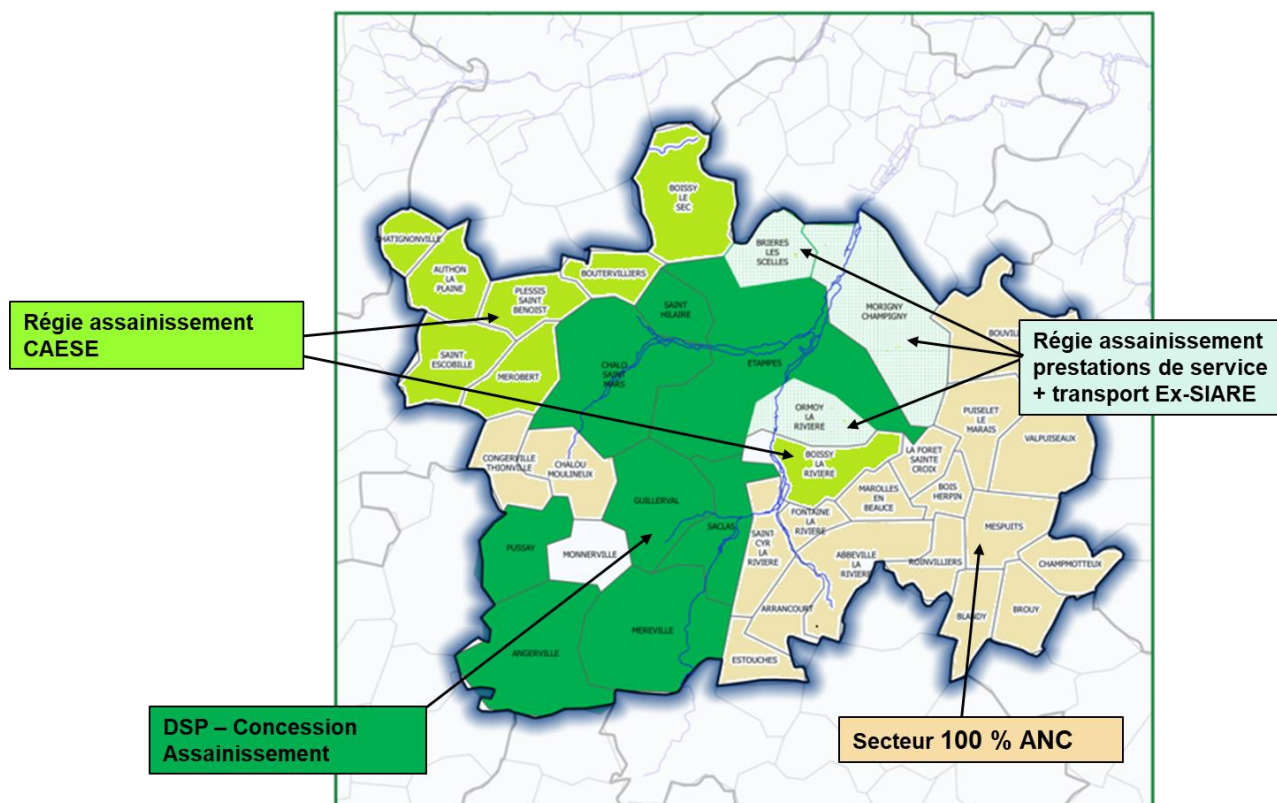 BOISSY
LE
SEC
CHATIGNONVILLE
BRIERES
LES
SCELLES
AUTHON
LA
PLAINE
BOUTERVILLIERS
PLESSIS
SAINT
BENOIST
SAINT
HILAIRE
MORIGNY
CHAMPIGNY
Régie assainissement
CAESE
BOUVILLE
Régie assainissement
prestations de service
+ transport Ex-SIARE
SAINT
ESCOBILLE
MEROBERT
CHALO
SAINT
MARS
ETAMPES
ORMOY
LA
RIVIERE
PUISELET
LE
MARAIS
VALPUISEAUX
CONGERVILLE
THIONVILLE
CHALOU
MOULINEUX
BOISSY
LA
RIVIERE
LA FORET
SAINTE
CROIX
BOIS
HERPIN
MAROLLES
EN
BEAUCE
GUILLERVAL
SACLAS
FONTAINE
LA
RIVIERE
MESPUITS
SAINT
CYR
LA
RIVIERE
PUSSAY
MONNERVILLE
ABBEVILLE
LA
RIVIERE
ROINVILLIERS
CHAMPMOTTEUX
ARRANCOURT
BLANDY
BROUY
MEREVILLE
ANGERVILLE
ESTOUCHES
DSP – Concession
Assainissement
Secteur 100 % ANC